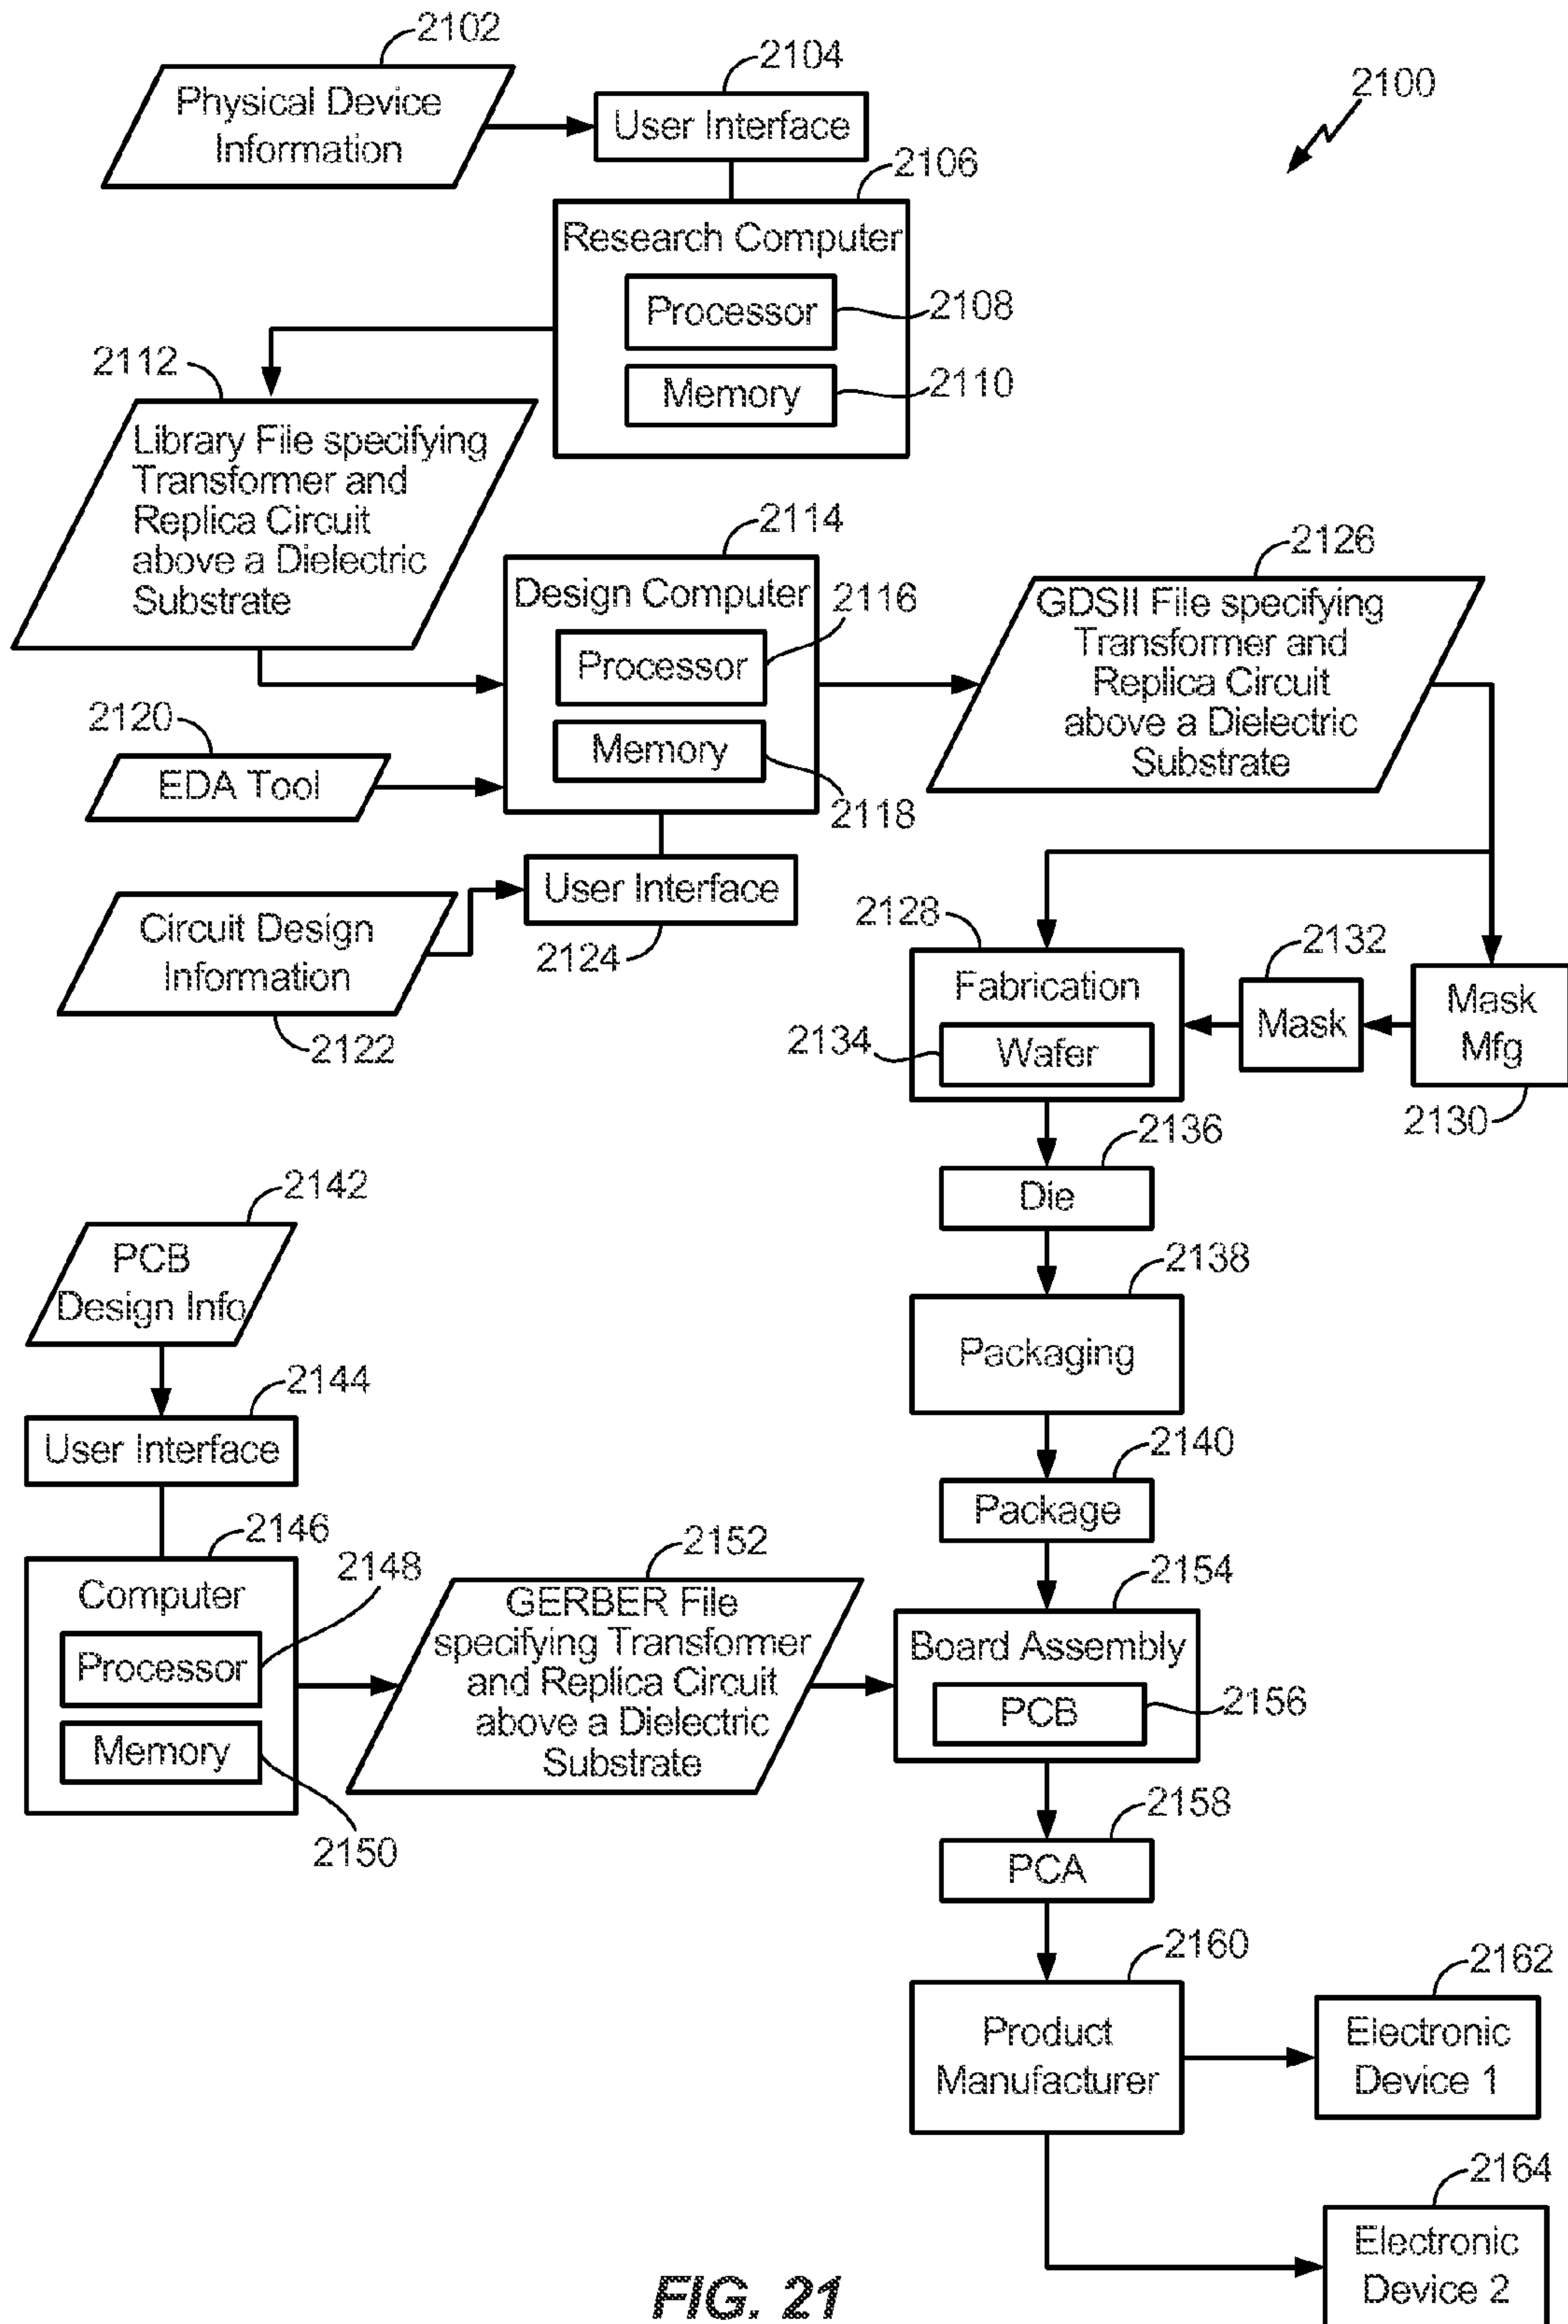 2102
Physical Device
Information
2104
User Interface
2100
2106
Research Computer
Processor
2108
Memory
2110
2112
Library File specifying
Transformer and
Replica Circuit
above a Dielectric
Substrate
2114
Design Computer
2116
Processor
Memory
2118
2126
GDSII File specifying
Transformer and
Replica Circuit
above a Dielectric
Substrate
2120
EDA Tool
User Interface
2124
Circuit Design
Information
2122
2128
Fabrication
2134
Wafer
2132
Mask
Mask
Mfg
2130
2136
Die
2138
Packaging
2140
Package
2142
PCB
Design Info
2144
User Interface
2146
Computer
2148
Processor
Memory
2150
2152
GERBER File
specifying Transformer
and Replica Circuit
above a Dielectric
Substrate
2154
Board Assembly
PCB
2156
2158
PCA
2160
Product
Manufacturer
2162
Electronic
Device 1
2164
Electronic
Device 2
FIG. 21